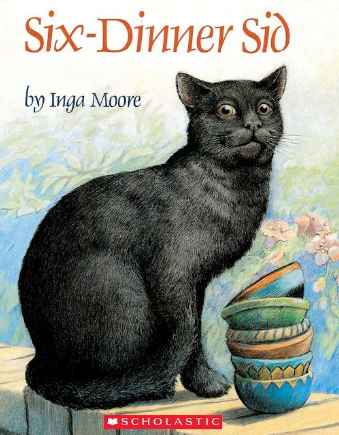 Six-Dinner Sid
by Inga Moore
SCHOLASTIC